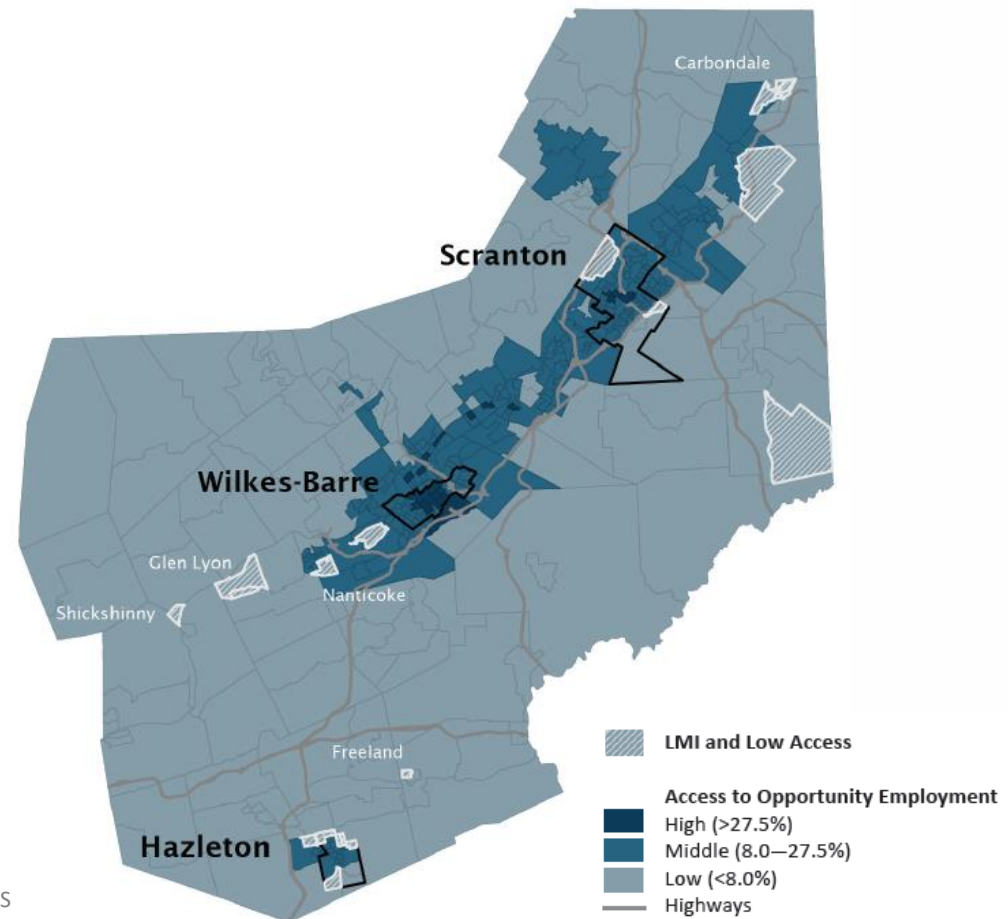 Carbondale
Scranton
Wilkes-Barre
Glen Lyon
Nanticoke
Shickshinny
Freeland
Hazleton
LMI and Low Access
Access to Opportunity Employment
High (>27.5%)
Middle (8.0—27.5%)
Low (<8.0%)
Highways
S